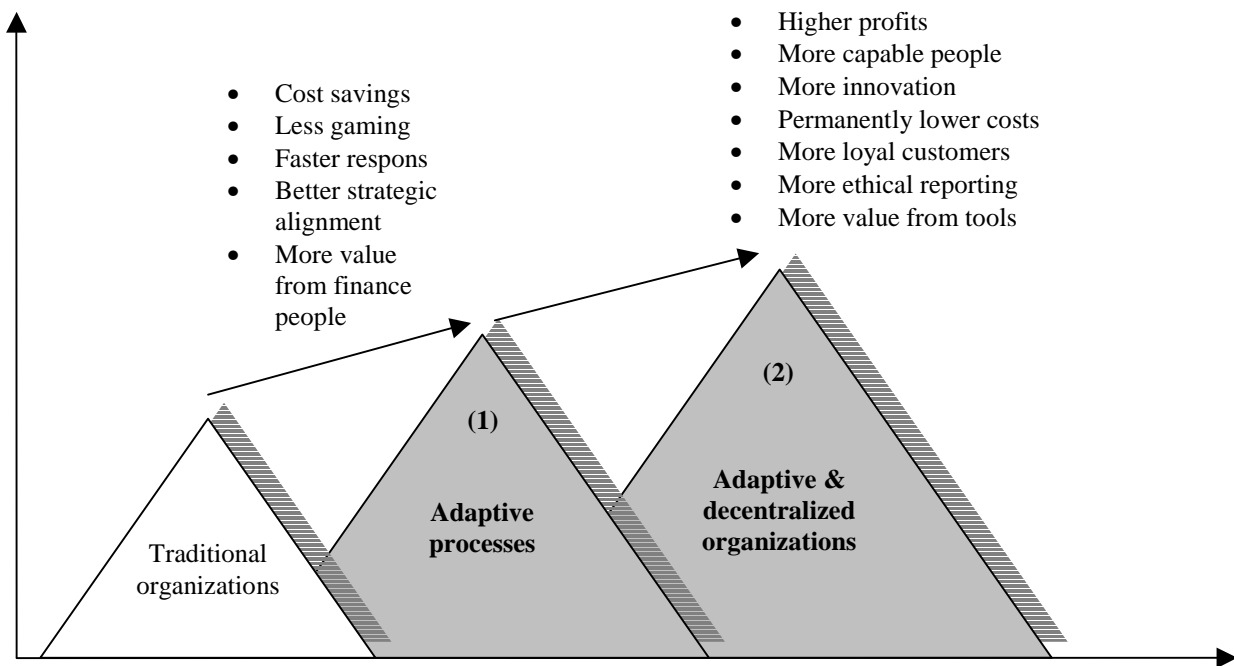 • Cost savings
• Less gaming
• Faster respons
• Better strategic
alignment
• More value
from finance
people
• Higher profits
• More capable people
• More innovation
• Permanently lower costs
• More loyal customers
• More ethical reporting
• More value from tools
Traditional
organizations
(1)
Adaptive
processes
(2)
Adaptive &
decentralized
organizations